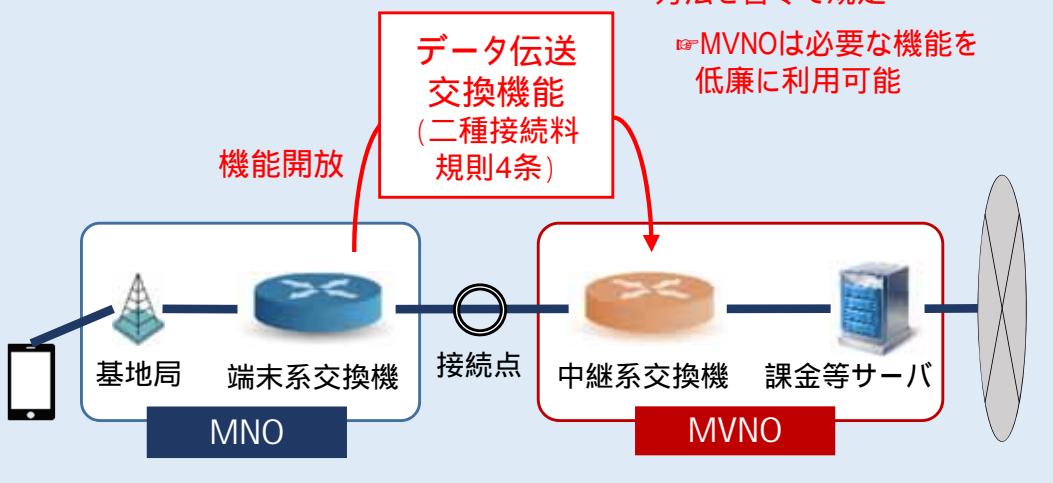 ☞MVNOは必要な機能を
低廉に利用可能
データ伝送
交換機能
(二種接続料
規則4条)
機能開放
基地局
端末系交換機
接続点
中継系交換機
課金等サーバ
MNO
MVNO